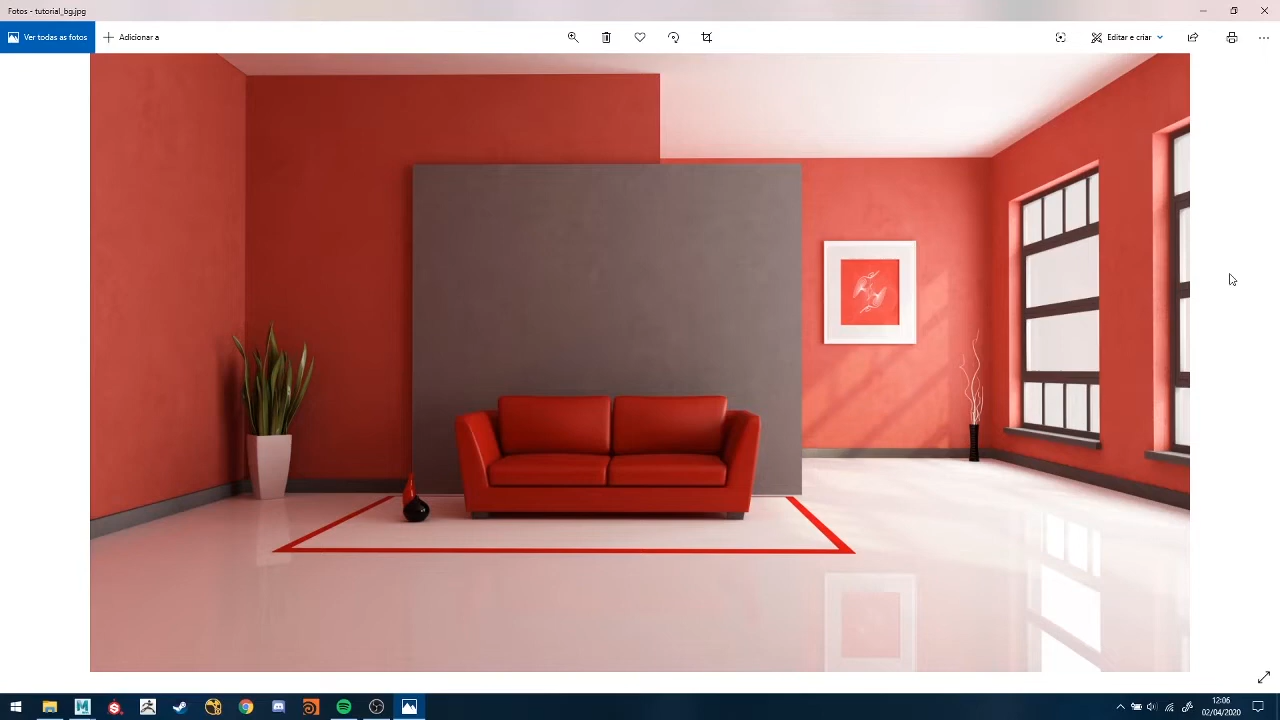 Fotos - tutorial_bg.jpg
Ver todas as fotos
Adicionar a
Editar e criar
12:06
02/04/2020